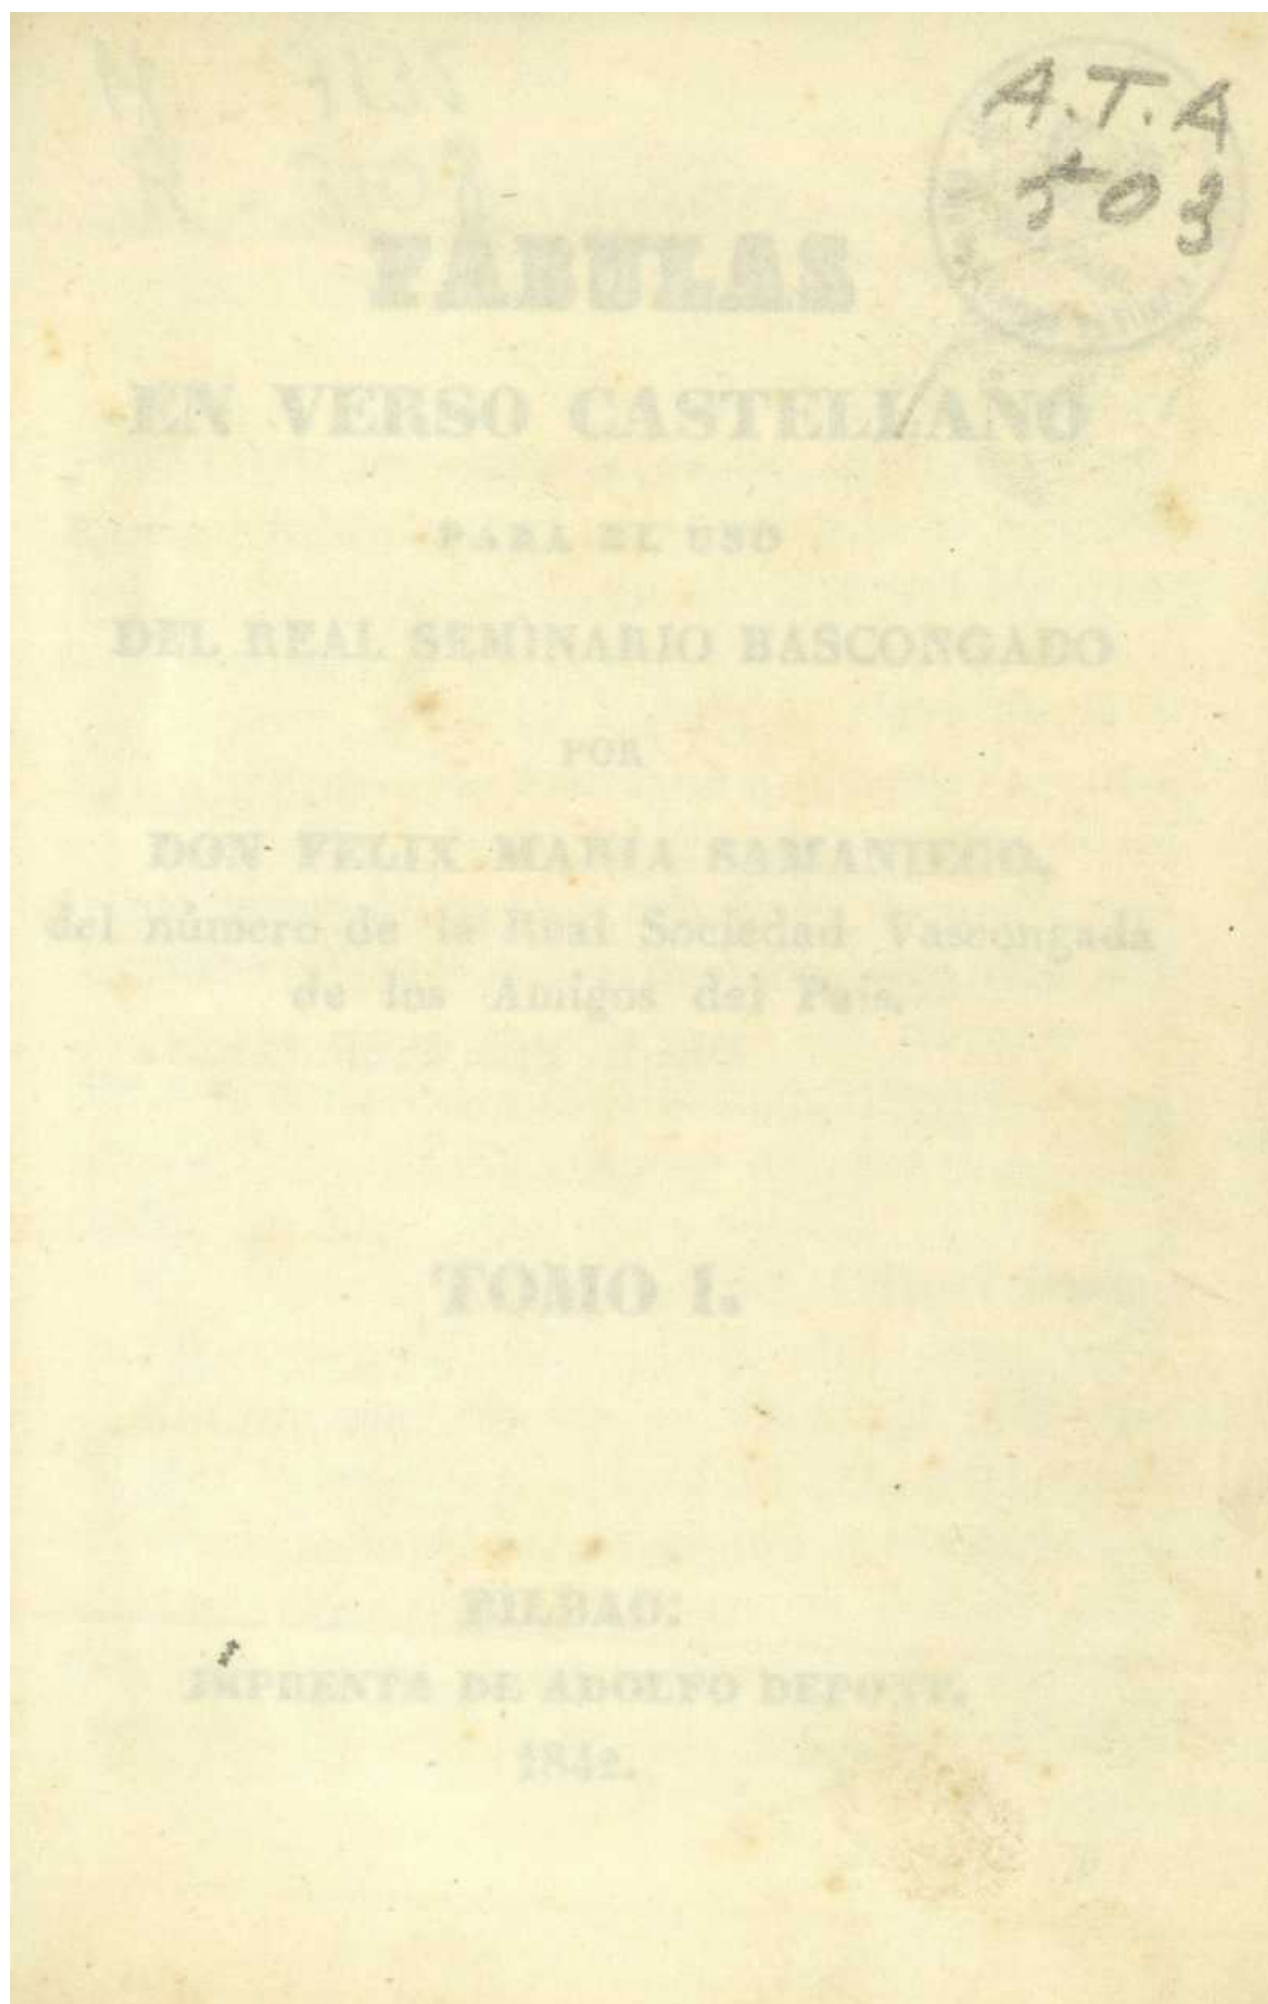 A.T.A
503
FABULAS
EN VERSO CASTELLANO
PARA EL USO
DEL REAL SEMINARIO BASCONGADO
POR
DON FELIX MARIA SAMANIEGO,
del número de la Real Sociedad Vascongada
de los Amigos del Pais.
TOMO I.
BILBAO:
IMPRENTA DE ADOLFO DEPONT.
1842.